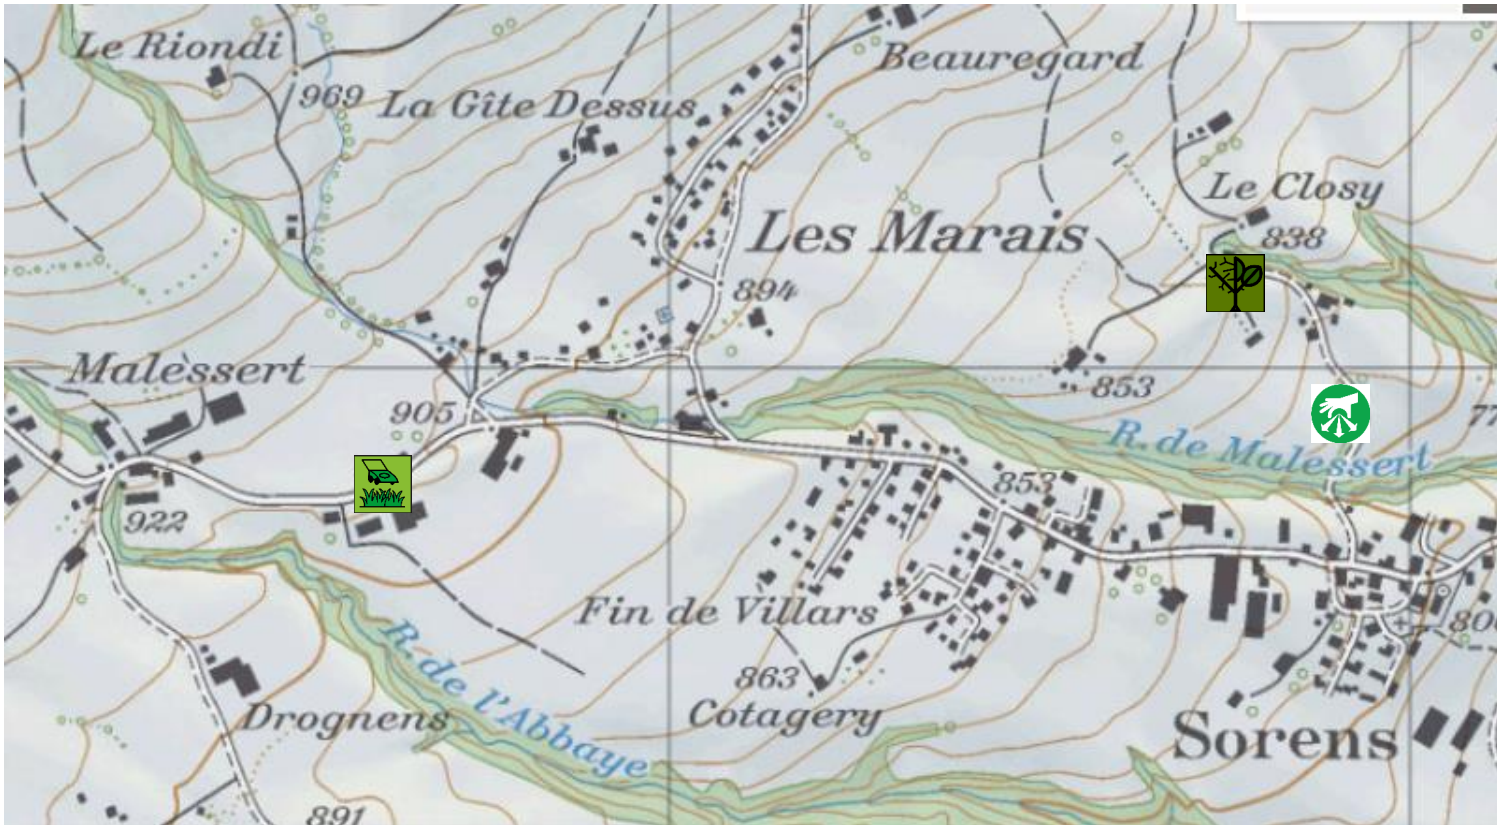 Le Riondi
Beauregard
969
La Gîte Dessus
Le Closy
Les Marais
838
894
Malessert
853
905
R. de Malessert
853
922
Fin de Villars
863
R. de l'Abbaye
Drognens
Cotagery
Sorens
891